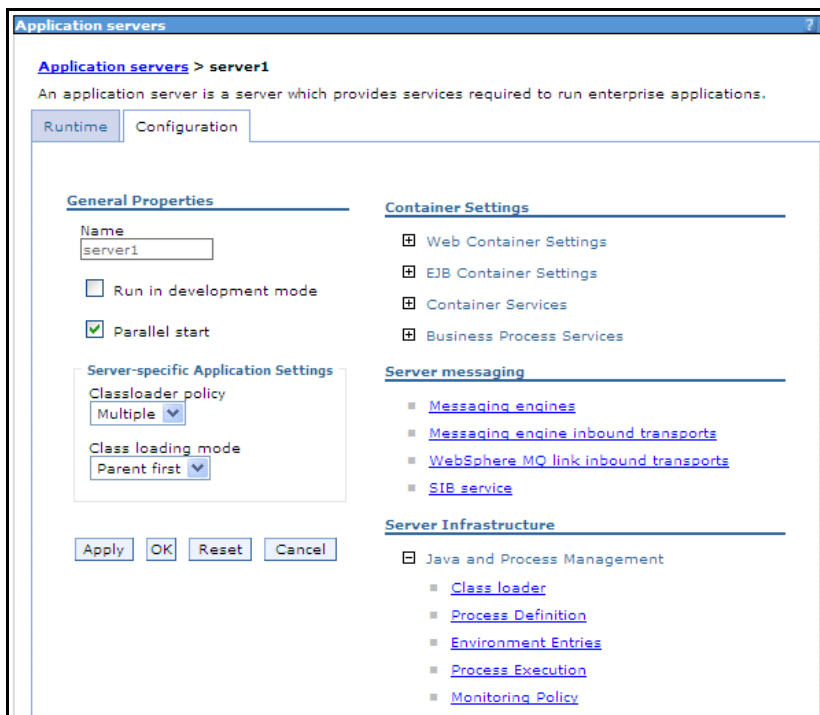 Application servers ?
Application servers > server1
An application server is a server which provides services required to run enterprise applications.
Runtime Configuration
General Properties
Name
server1
Run in development mode
Parallel start
Server-specific Application Settings
Classloader policy
Multiple
Class loading mode
Parent first
Apply OK Reset Cancel
Container Settings
Web Container Settings
EJB Container Settings
Container Services
Business Process Services
Server messaging
Messaging engines
Messaging engine inbound transports
WebSphere MQ link inbound transports
SIB service
Server Infrastructure
Java and Process Management
Class loader
Process Definition
Environment Entries
Process Execution
Monitoring Policy